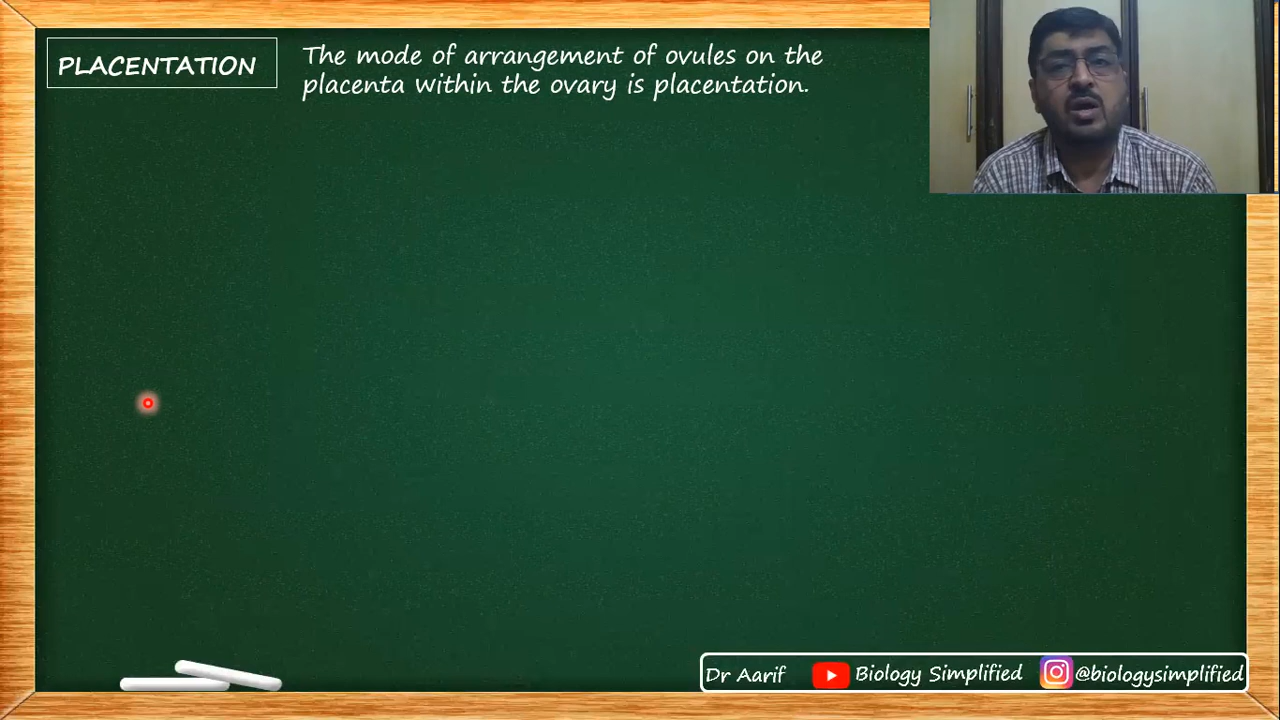 PLACENTATION
The mode of arrangement of ovules on the
placenta within the ovary is placentation.
Dr Aarif Biology Simplified @biologysimplified